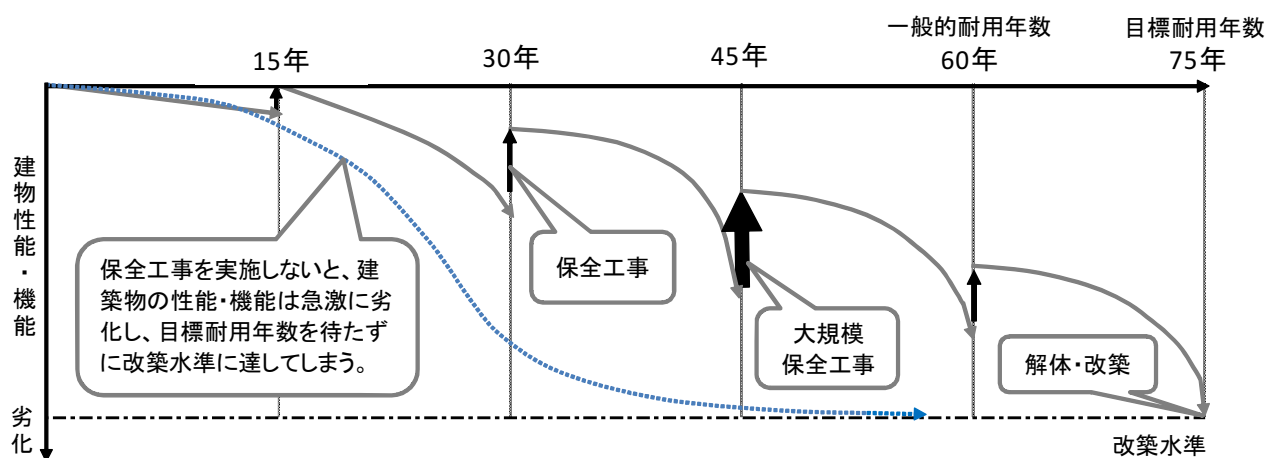 一般的耐用年数
目標耐用年数
15年
30年
45年
60年
75年
建物性能・機能
劣化
保全工事を実施しないと、建
築物の性能・機能は急激に劣
化し、目標耐用年数を待たず
に改築水準に達してしまう。
保全工事
大規模
保全工事
解体・改築
改築水準